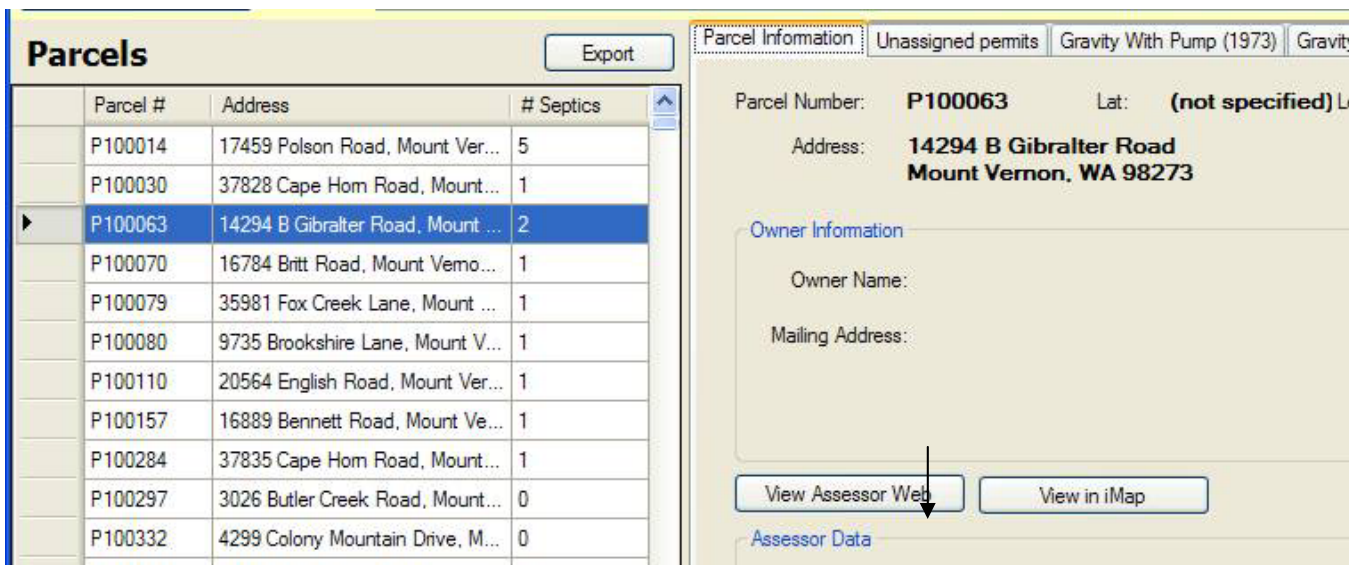 Parcels
Export
Parcel # Address # Septics
P100014 17459 Polson Road, Mount Ver... 5
P100030 37828 Cape Horn Road, Mount... 1
P100063 14294 B Gibralter Road, Mount ... 2
P100070 16784 Britt Road, Mount Verno... 1
P100079 35981 Fox Creek Lane, Mount ... 1
P100080 9735 Brookshire Lane, Mount V... 1
P100110 20564 English Road, Mount Ver... 1
P100157 16889 Bennett Road, Mount Ve... 1
P100284 37835 Cape Horn Road, Mount... 1
P100297 3026 Butler Creek Road, Mount... 0
P100332 4299 Colony Mountain Drive, M... 0
Parcel Information Unassigned permits Gravity With Pump (1973) Gravity
Parcel Number: P100063 Lat: (not specified) L
Address: 14294 B Gibralter Road
Mount Vernon, WA 98273
Owner Information
Owner Name:
Mailing Address:
View Assessor Web View in iMap
Assessor Data